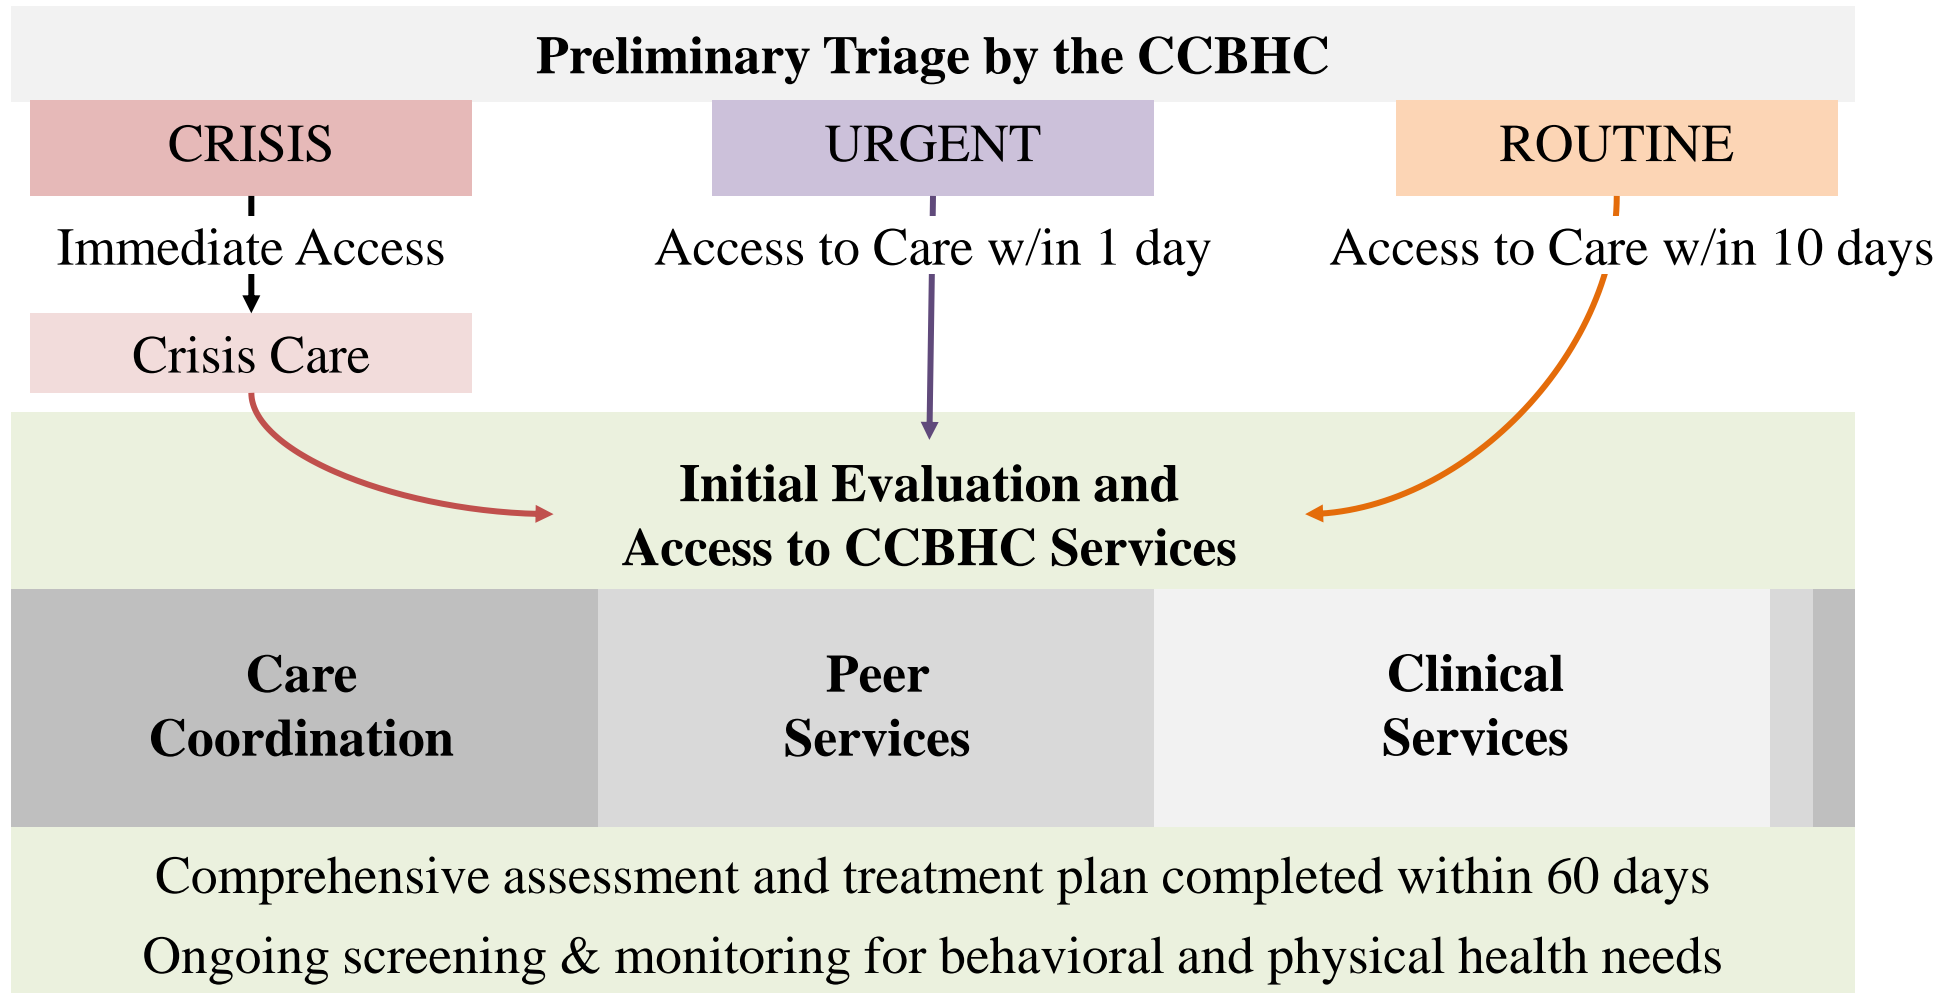 Preliminary Triage by the CCBHC
CRISIS
URGENT
ROUTINE
Immediate Access
Access to Care w/in 1 day
Access to Care w/in 10 days
Crisis Care
Initial Evaluation and
Access to CCBHC Services
Care
Coordination
Peer
Services
Clinical
Services
Comprehensive assessment and treatment plan completed within 60 days
Ongoing screening & monitoring for behavioral and physical health needs